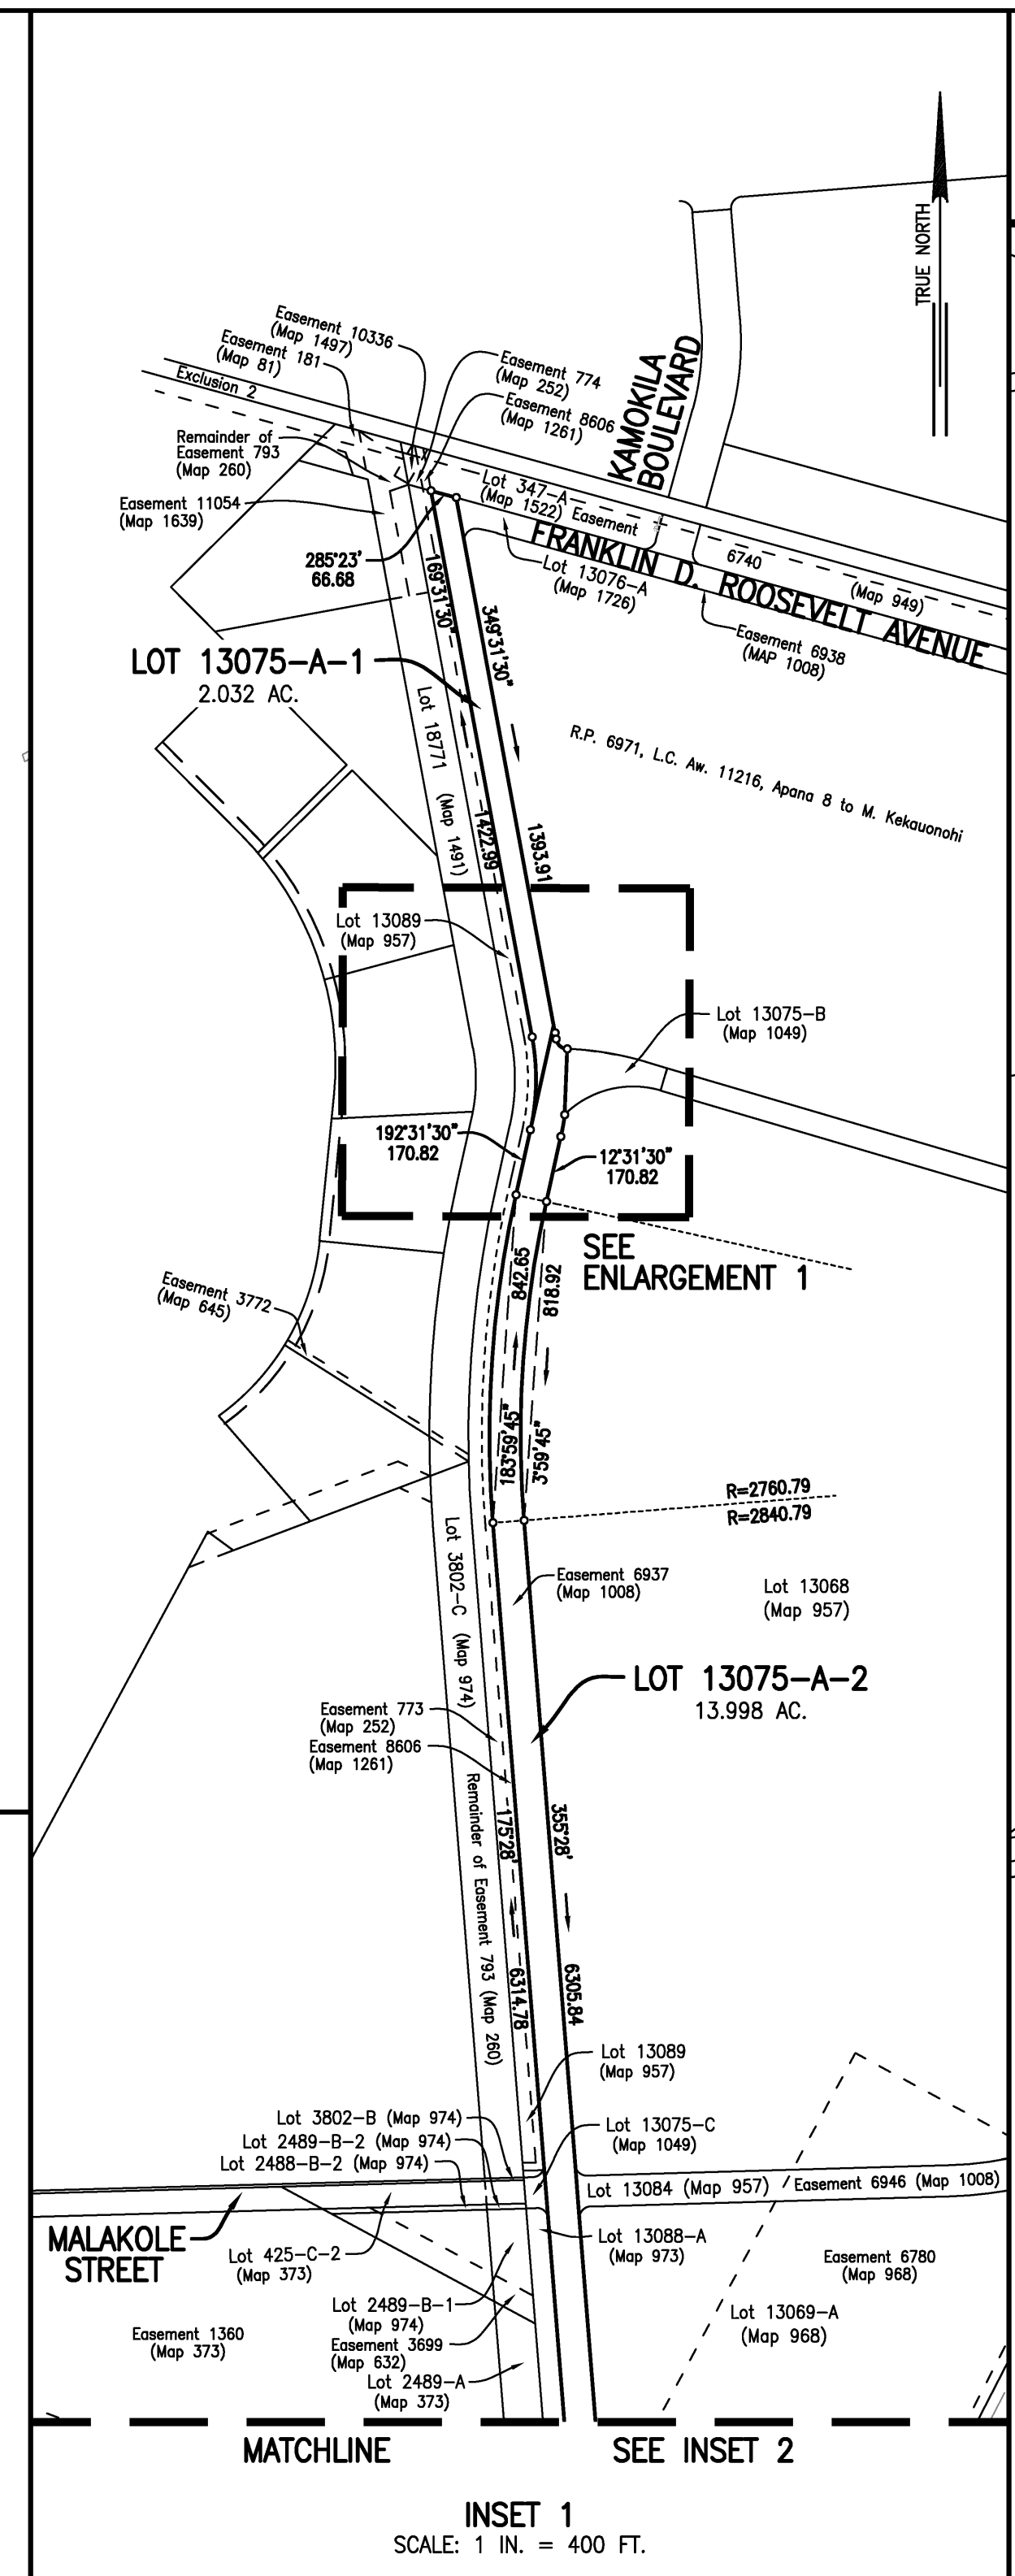 TRUE NORTH
Easement 10336
(Map 1497)
Easement 181
(Map 81)
Exclusion 2
Easement 774
(Map 252)
Easement 8606
(Map 1261)
KAMOKILA
BOULEVARD
Remainder of
Easement 793
(Map 260)
Easement 11054
(Map 1639)
Lot 347-A
(Map 1522) Easement
6740
(Map 949)
FRANKLIN D. ROOSEVELT AVENUE
Lot 13076-A
(Map 1726)
Easement 6938
(MAP 1008)
285°23'
66.68
169°31'30"
349°31'30"
LOT 13075-A-1
2.032 AC.
Lot 18771 (Map 1491)
R.P. 6971, L.C. Aw. 11216, Apana 8 to M. Kekauonohi
1422.99
1393.91
Lot 13089
(Map 957)
Lot 13075-B
(Map 1049)
192°31'30"
170.82
12°31'30"
170.82
SEE
ENLARGEMENT 1
842.65
818.92
Easement 3772
(Map 645)
183°59'45"
3°59'45"
R=2760.79
R=2840.79
Lot 3802-C (Map 974)
Easement 6937
(Map 1008)
Lot 13068
(Map 957)
LOT 13075-A-2
13.998 AC.
Easement 773
(Map 252)
Easement 8606
(Map 1261)
Remainder of Easement 793 (Map 260)
175°28'
355°28'
6314.78
6305.84
Lot 13089
(Map 957)
Lot 3802-B (Map 974)
Lot 2489-B-2 (Map 974)
Lot 2488-B-2 (Map 974)
Lot 13075-C
(Map 1049)
Lot 13084 (Map 957)
Easement 6946 (Map 1008)
MALAKOLE
STREET
Lot 425-C-2
(Map 373)
Lot 13088-A
(Map 973)
Easement 6780
(Map 968)
Lot 2489-B-1
(Map 974)
Easement 3699
(Map 632)
Lot 2489-A
(Map 373)
Easement 1360
(Map 373)
Lot 13069-A
(Map 968)
MATCHLINE
SEE INSET 2
INSET 1
SCALE: 1 IN. = 400 FT.